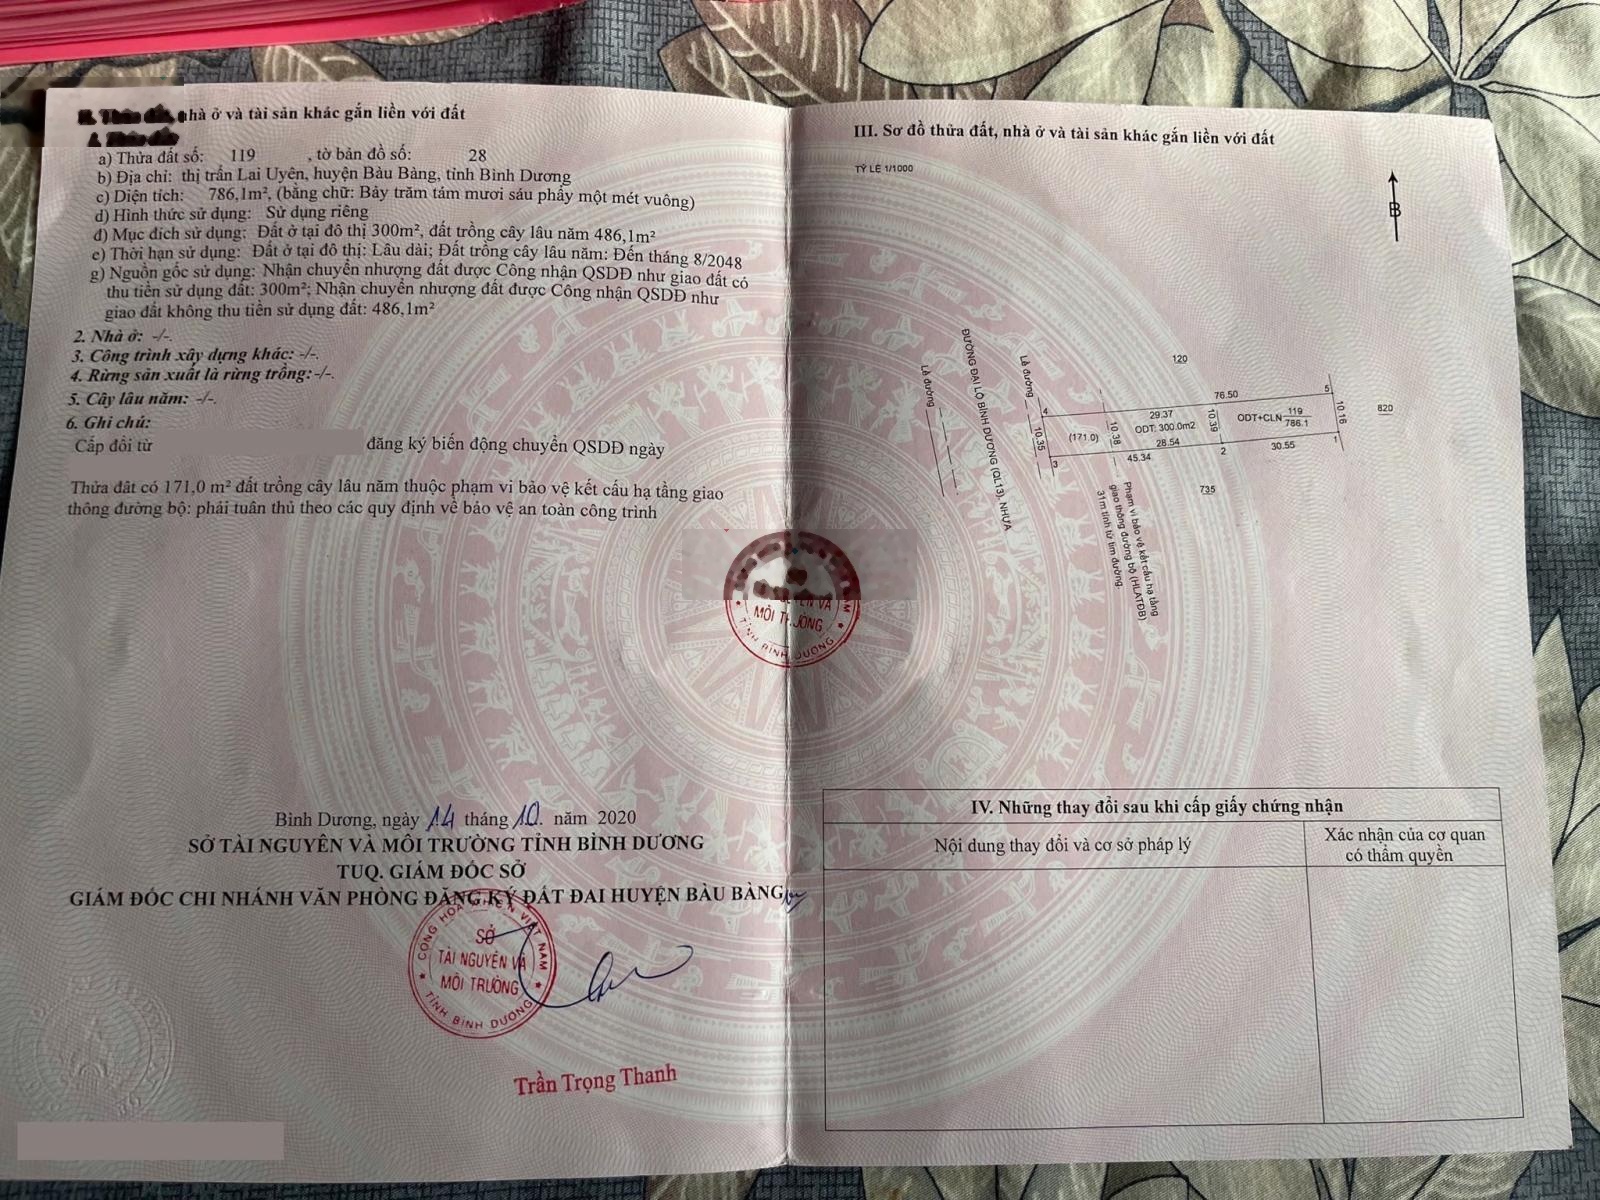 nhà ở và tài sản khác gắn liền với đất
a) Thửa đất số: 119 , tờ bản đồ số: 28
b) Địa chỉ: thị trấn Lai Uyên, huyện Bàu Bàng, tỉnh Bình Dương
c) Diện tích: 786,1m², (bằng chữ: Bảy trăm tám mươi sáu phẩy một mét vuông)
d) Hình thức sử dụng: Sử dụng riêng
đ) Mục đích sử dụng: Đất ở tại đô thị 300m², đất trồng cây lâu năm 486,1m²
e) Thời hạn sử dụng: Đất ở tại đô thị: Lâu dài; Đất trồng cây lâu năm: Đến tháng 8/2048
g) Nguồn gốc sử dụng: Nhận chuyển nhượng đất được Công nhận QSDĐ như giao đất có
thu tiền sử dụng đất: 300m²; Nhận chuyển nhượng đất được Công nhận QSDĐ như
giao đất không thu tiền sử dụng đất: 486,1m²
2. Nhà ở: -/-.
3. Công trình xây dựng khác: -/-.
4. Rừng sản xuất là rừng trồng:-/-.
5. Cây lâu năm: -/-.
6. Ghi chú:
Cấp đổi từ đăng ký biến động chuyển QSDĐ ngày
Thửa đất có 171,0 m² đất trồng cây lâu năm thuộc phạm vi bảo vệ kết cấu hạ tầng giao
thông đường bộ: phải tuân thủ theo các quy định về bảo vệ an toàn công trình
MÔI TRƯỜNG
TỈNH BÌNH DƯƠNG
Bình Dương, ngày 14 tháng 10. năm 2020
SỞ TÀI NGUYÊN VÀ MÔI TRƯỜNG TỈNH BÌNH DƯƠNG
TUQ. GIÁM ĐỐC SỞ
GIÁM ĐỐC CHI NHÁNH VĂN PHÒNG ĐĂNG KÝ ĐẤT ĐAI HUYỆN BÀU BÀNG
SỞ
TÀI NGUYÊN VÀ
MÔI TRƯỜNG
TỈNH BÌNH DƯƠNG
Trần Trọng Thanh
III. Sơ đồ thửa đất, nhà ở và tài sản khác gắn liền với đất
TỶ LỆ 1/1000
B
120
820
735
Lề đường
ĐƯỜNG ĐẠI LỘ BÌNH DƯƠNG (QL13), NHỰA
Lề đường
76.50
5
4
29.37
10.39
ODT+CLN 119
786.1
10.16
10.35
(171.0)
10.38
ODT: 300.0m2
28.54
30.55
1
2
3
45.34
Phạm vi bảo vệ kết cấu hạ tầng
giao thông đường bộ (HLATĐB)
31m tính từ tim đường.
IV. Những thay đổi sau khi cấp giấy chứng nhận
Nội dung thay đổi và cơ sở pháp lý
Xác nhận của cơ quan
có thẩm quyền